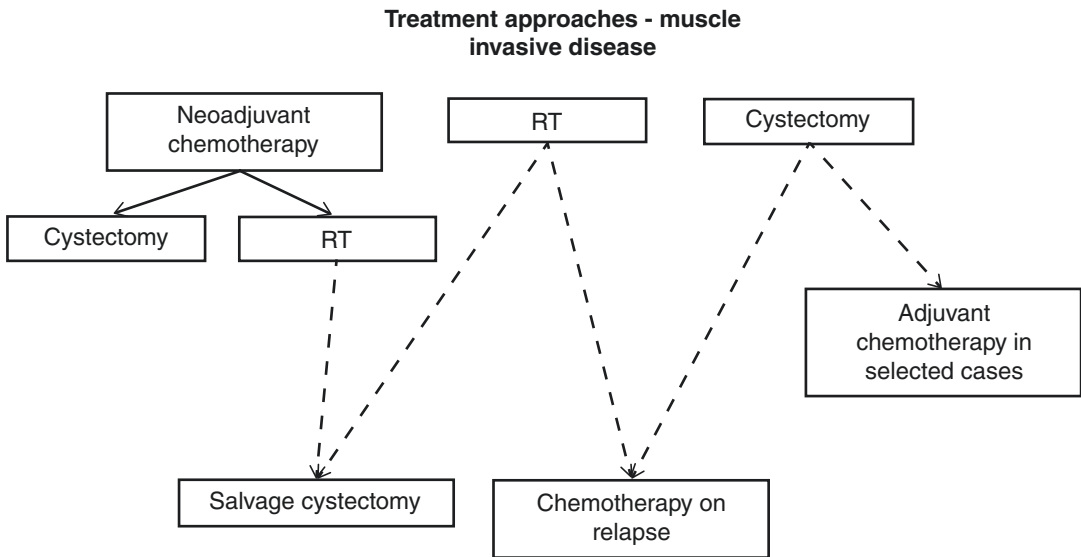 Treatment approaches - muscle
invasive disease
Neoadjuvant
chemotherapy
RT
Cystectomy
Cystectomy
RT
Adjuvant
chemotherapy in
selected cases
Salvage cystectomy
Chemotherapy on
relapse